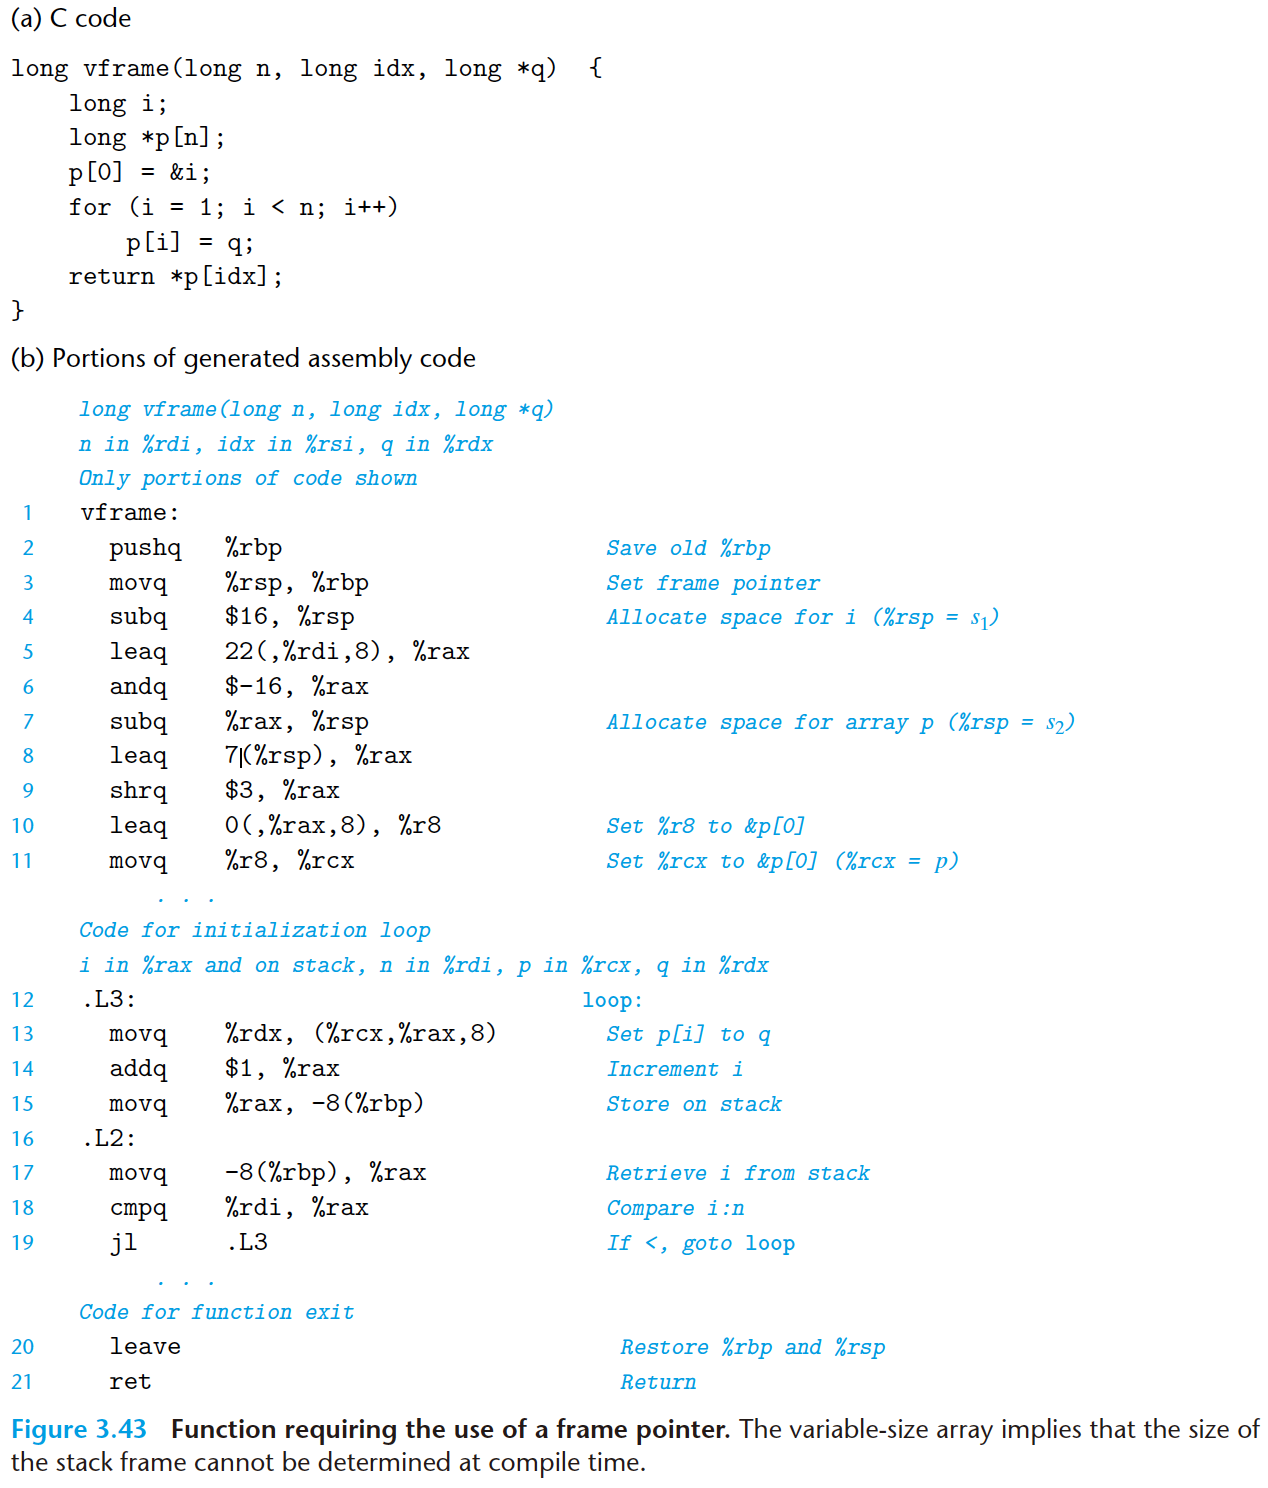 (a) C code
long vframe(long n, long idx, long *q)  {
    long i;
    long *p[n];
    p[0] = &i;
    for (i = 1; i < n; i++)
        p[i] = q;
    return *p[idx];
}
(b) Portions of generated assembly code
long vframe(long n, long idx, long *q)
n in %rdi, idx in %rsi, q in %rdx
Only portions of code shown
1 vframe:
2 pushq %rbp Save old %rbp
3 movq %rsp, %rbp Set frame pointer
4 subq $16, %rsp Allocate space for i (%rsp = s₁)
5 leaq 22(,%rdi,8), %rax
6 andq $-16, %rax
7 subq %rax, %rsp Allocate space for array p (%rsp = s₂)
8 leaq 7(%rsp), %rax
9 shrq $3, %rax
10 leaq 0(,%rax,8), %r8 Set %r8 to &p[0]
11 movq %r8, %rcx Set %rcx to &p[0] (%rcx = p)
. . .
Code for initialization loop
i in %rax and on stack, n in %rdi, p in %rcx, q in %rdx
12 .L3: loop:
13 movq %rdx, (%rcx,%rax,8) Set p[i] to q
14 addq $1, %rax Increment i
15 movq %rax, -8(%rbp) Store on stack
16 .L2:
17 movq -8(%rbp), %rax Retrieve i from stack
18 cmpq %rdi, %rax Compare i:n
19 jl .L3 If <, goto loop
. . .
Code for function exit
20 leave Restore %rbp and %rsp
21 ret Return
Figure 3.43 Function requiring the use of a frame pointer. The variable-size array implies that the size of
the stack frame cannot be determined at compile time.